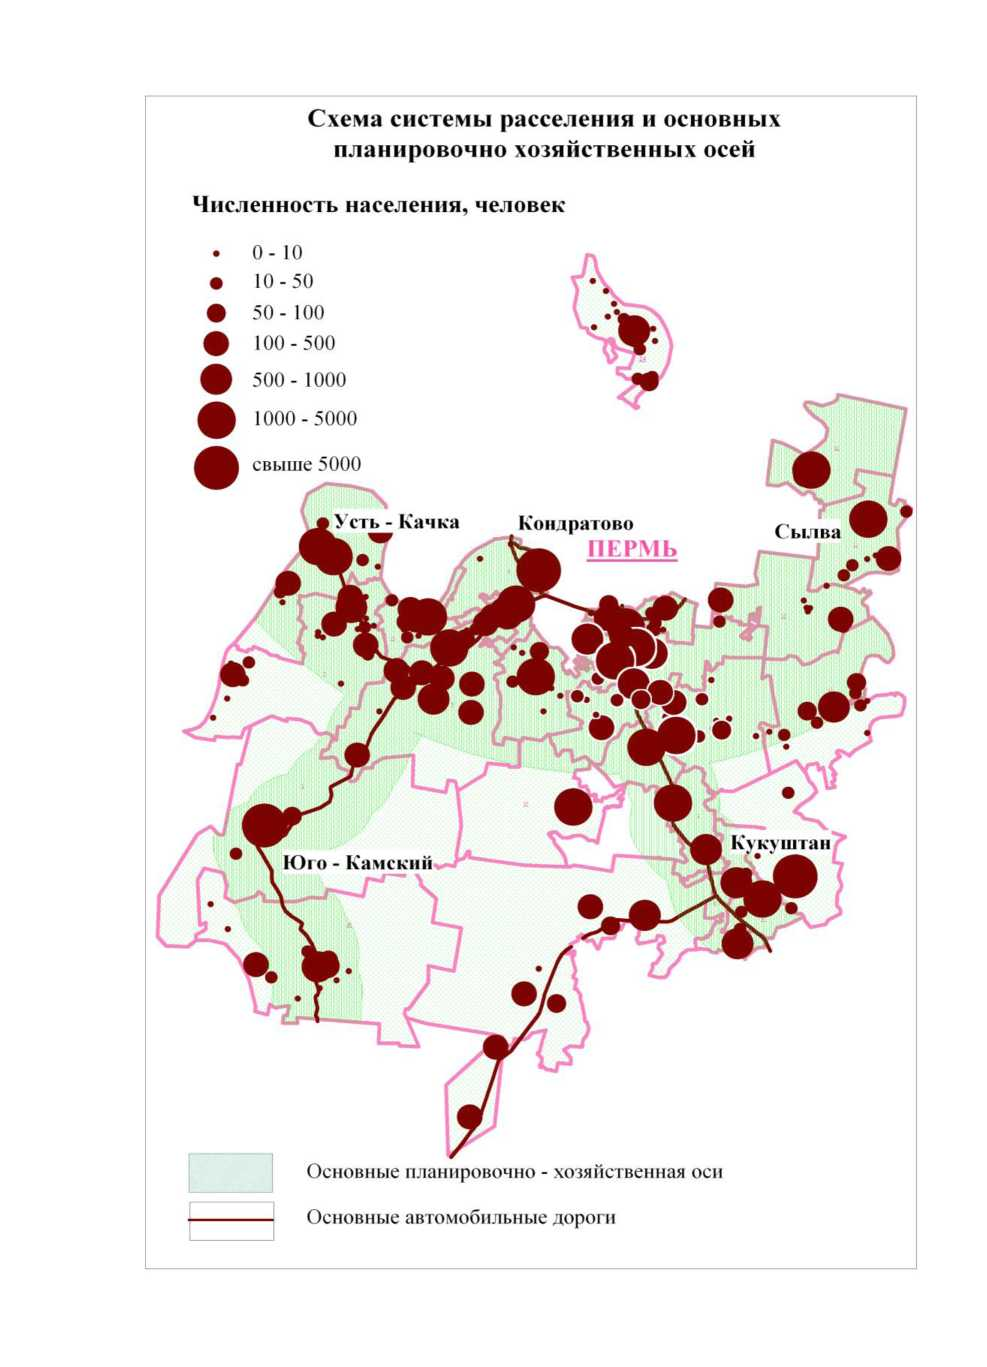 Схема системы расселения и основных
планировочно хозяйственных осей
Численность населения, человек
0 - 10
10 - 50
50 - 100
100 - 500
500 - 1000
1000 - 5000
свыше 5000
Усть - Качка
Кондратово
ПЕРМЬ
Сылва
Кукуштан
Юго - Камский
Основные планировочно - хозяйственная оси
Основные автомобильные дороги